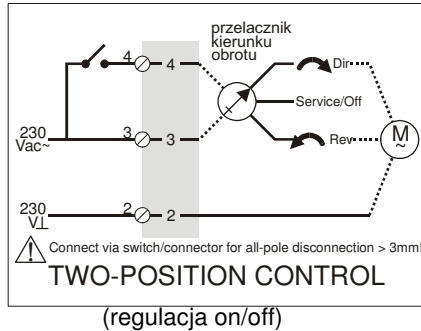 przelacznik
kierunku
obrotu
4 4 Dir
Service/Off
230
Vac~
3 3 Rev
M
~
230
V⊥
2 2
Connect via switch/connector for all-pole disconnection > 3mm!
TWO-POSITION CONTROL
(regulacja on/off)